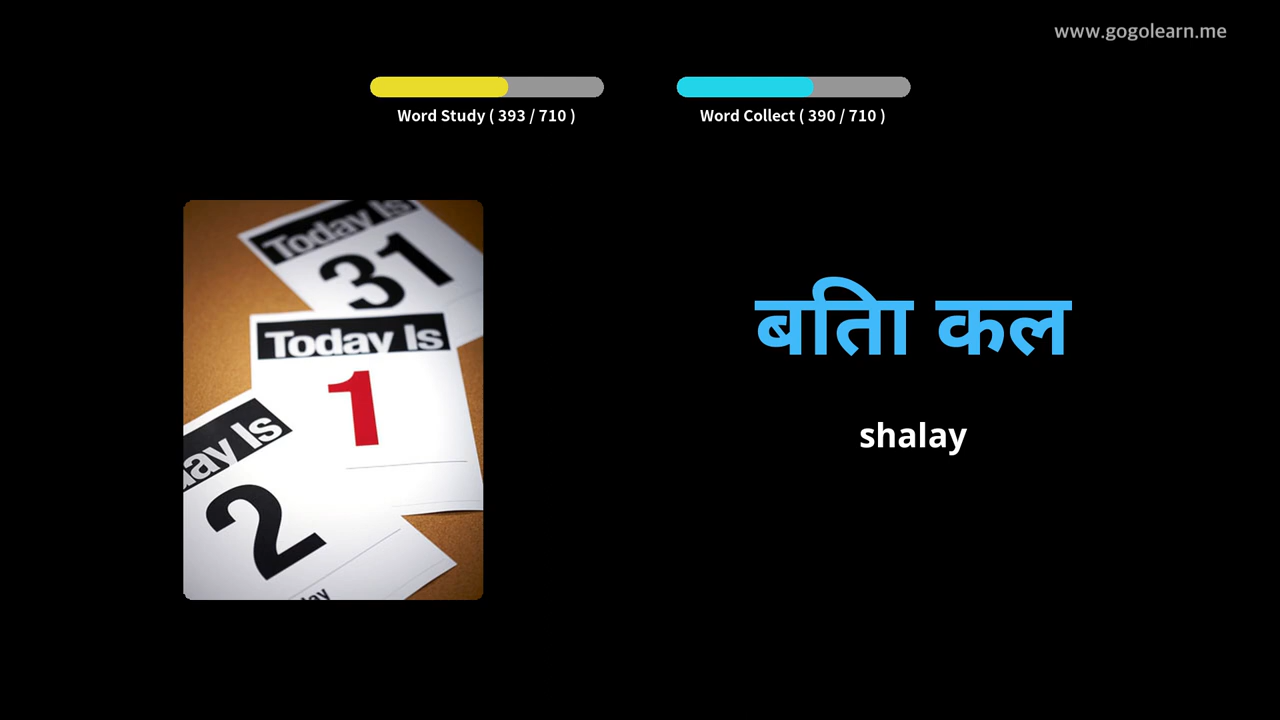 www.gogolearn.me
Word Study ( 393 / 710 )
Word Collect ( 390 / 710 )
Today Is
31
Today Is
1
ay Is
2
बतिा कल
shalay